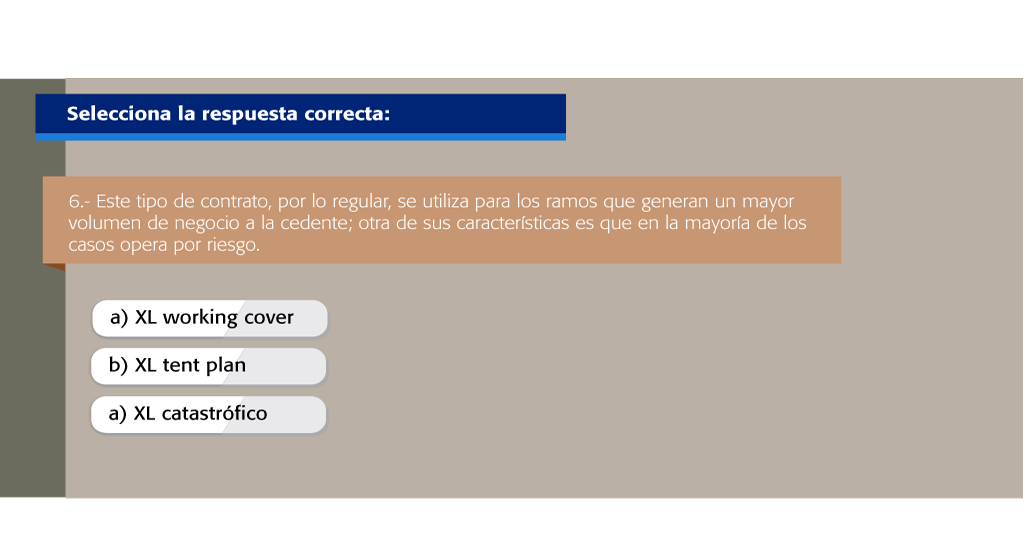 Selecciona la respuesta correcta:
6.- Este tipo de contrato, por lo regular, se utiliza para los ramos que generan un mayor
volumen de negocio a la cedente; otra de sus características es que en la mayoría de los
casos opera por riesgo.
a) XL working cover
b) XL tent plan
a) XL catastrófico